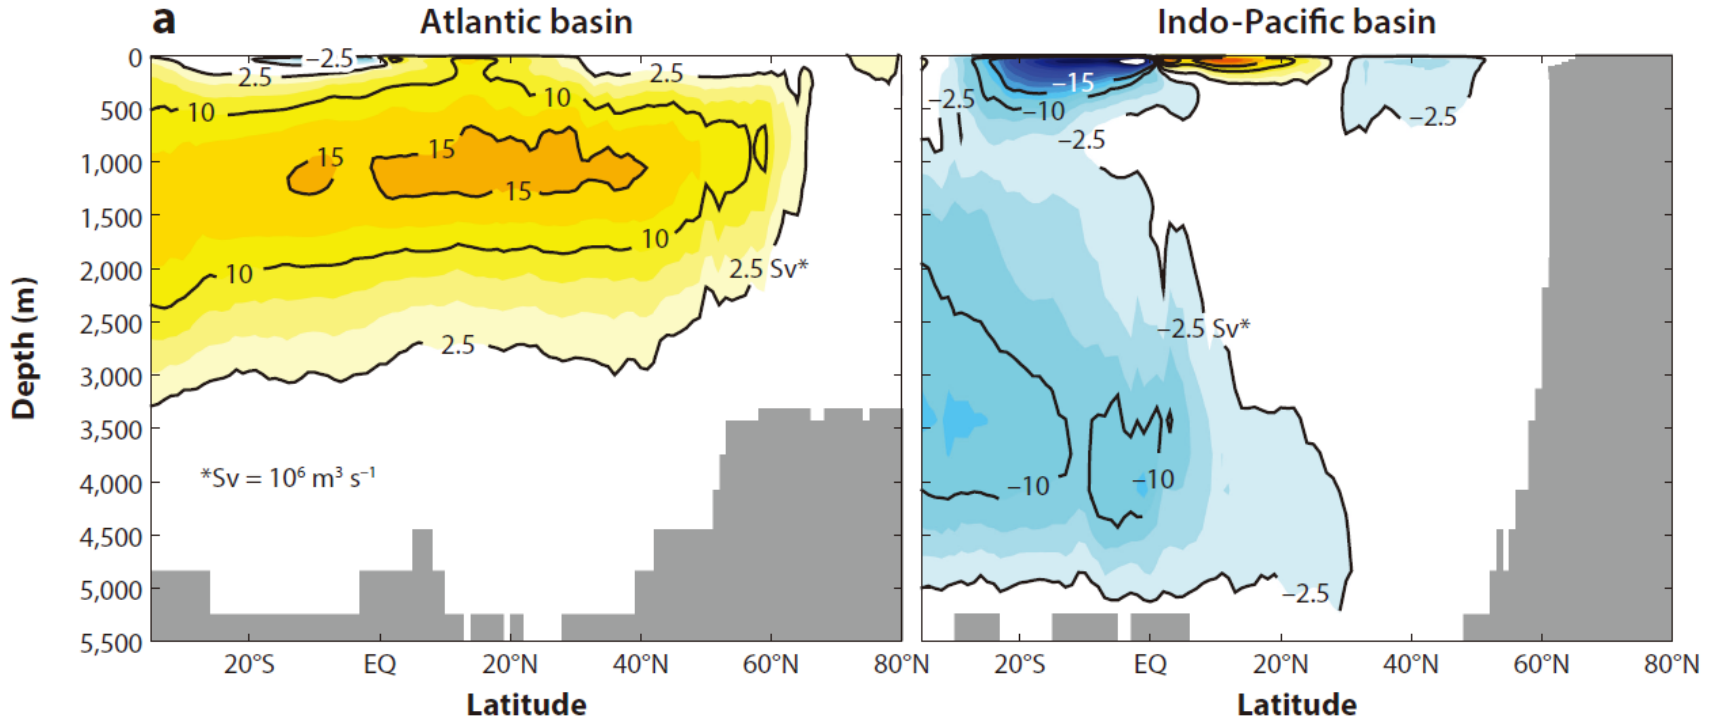 a
Atlantic basin
Indo-Pacific basin
Depth (m)
0
500
1,000
1,500
2,000
2,500
3,000
3,500
4,000
4,500
5,000
5,500
2.5
−2.5
2.5
10
10
15
15
15
10
10
2.5 Sv*
2.5
*Sv = 10⁶ m³ s⁻¹
20°S
EQ
20°N
40°N
60°N
80°N
Latitude
−15
−2.5
−10
−2.5
−2.5
−2.5 Sv*
−10
−10
−2.5
20°S
EQ
20°N
40°N
60°N
80°N
Latitude